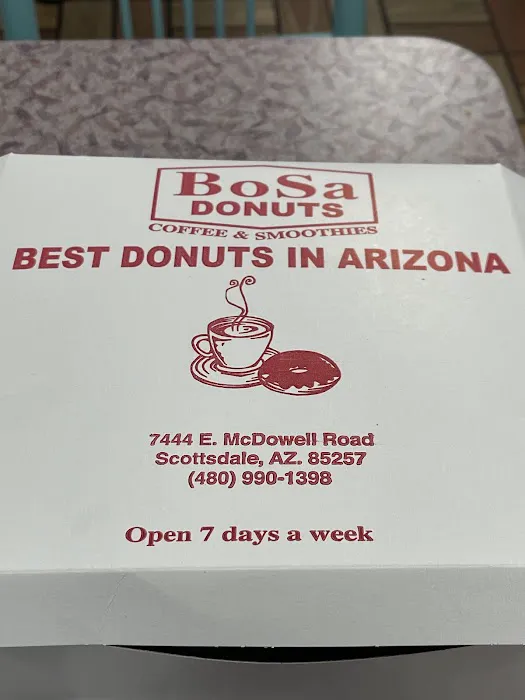 BoSa
DONUTS
COFFEE & SMOOTHIES
BEST DONUTS IN ARIZONA
7444 E. McDowell Road
Scottsdale, AZ. 85257
(480) 990-1398
Open 7 days a week